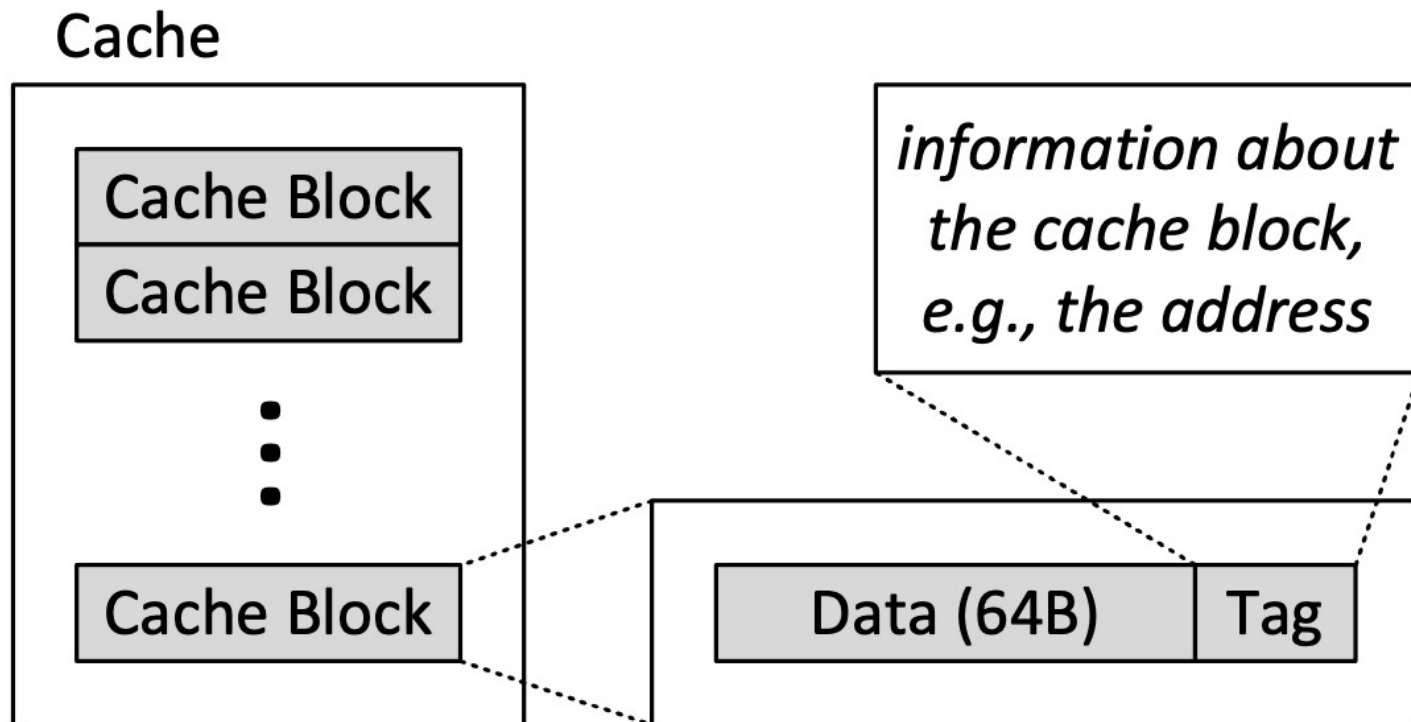 Cache
Cache Block
Cache Block
Cache Block
information about
the cache block,
e.g., the address
Data (64B)
Tag